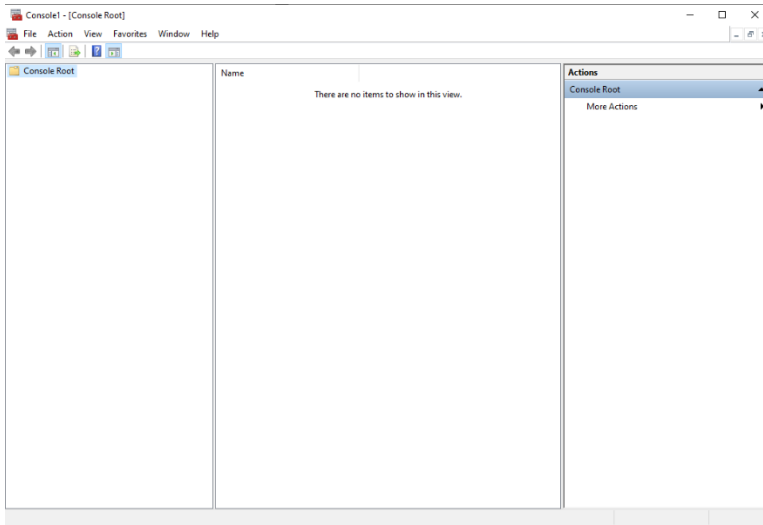 Console1 - [Console Root]
File Action View Favorites Window Help
Console Root
Name
There are no items to show in this view.
Actions
Console Root
More Actions